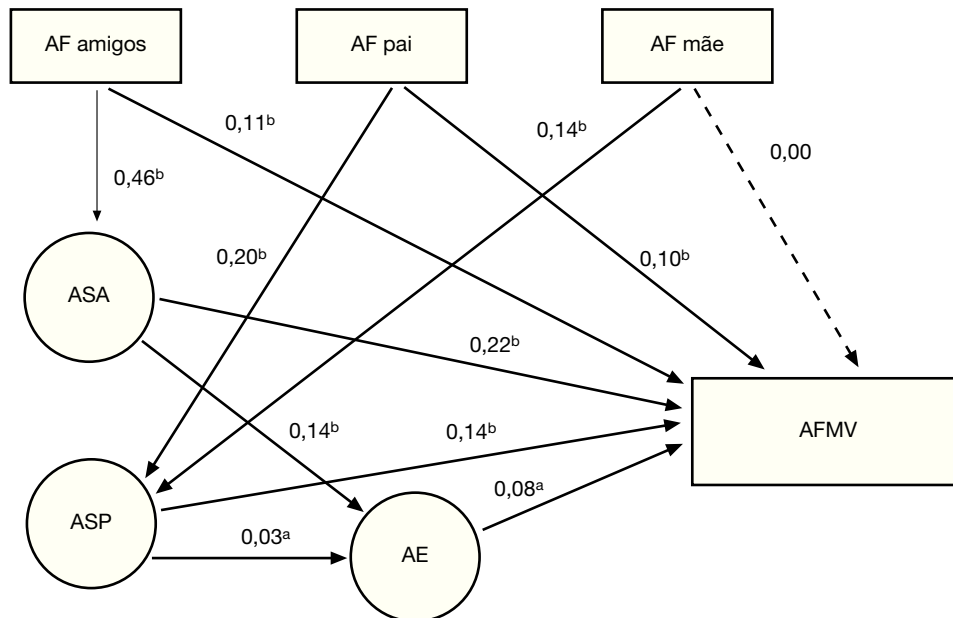 AF amigos
AF pai
AF mãe
0,11ᵇ
0,14ᵇ
0,00
0,46ᵇ
0,20ᵇ
0,10ᵇ
ASA
0,22ᵇ
0,14ᵇ
0,14ᵇ
AFMV
0,08ᵃ
ASP
0,03ᵃ
AE